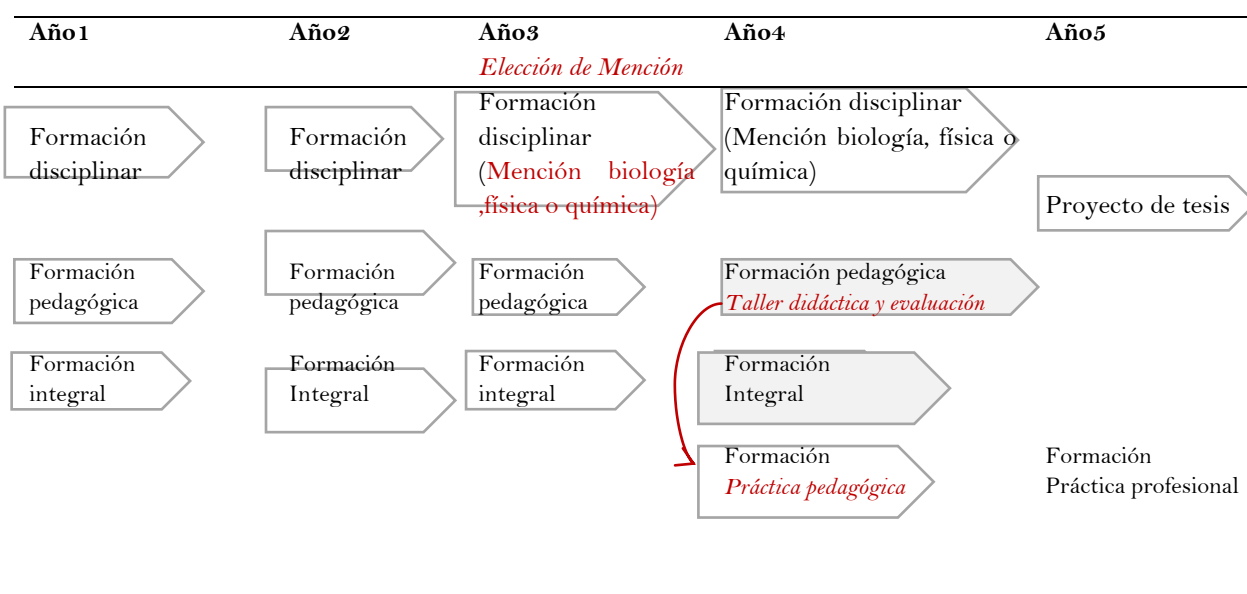 Año1
Año2
Año3
Año4
Año5
Elección de Mención
Formación
disciplinar
Formación
disciplinar
Formación
disciplinar
(Mención biología
,física o química)
Formación disciplinar
(Mención biología, física o
química)
Proyecto de tesis
Formación
pedagógica
Formación
pedagógica
Formación
pedagógica
Formación pedagógica
Taller didáctica y evaluación
Formación
integral
Formación
Integral
Formación
integral
Formación
Integral
Formación
Práctica pedagógica
Formación
Práctica profesional